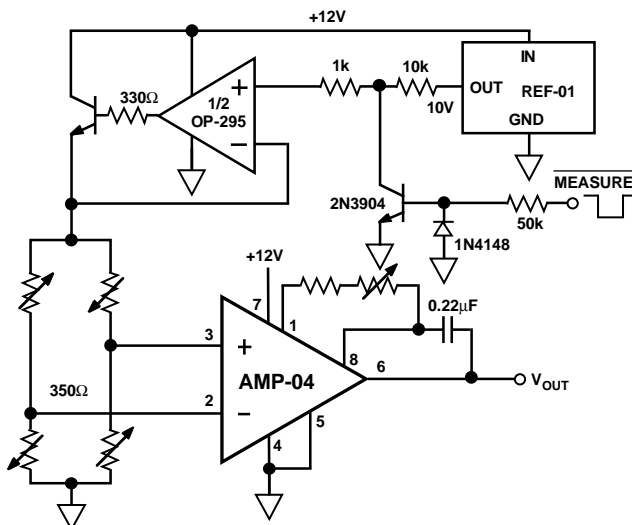 +12V
1k
10k
IN
OUT
REF-01
10V
GND
330Ω
+
1/2
OP-295
−
MEASURE
2N3904
50k
1N4148
+12V
7
1
0.22µF
3
+
8
6
AMP-04
VOUT
350Ω
2
−
5
4